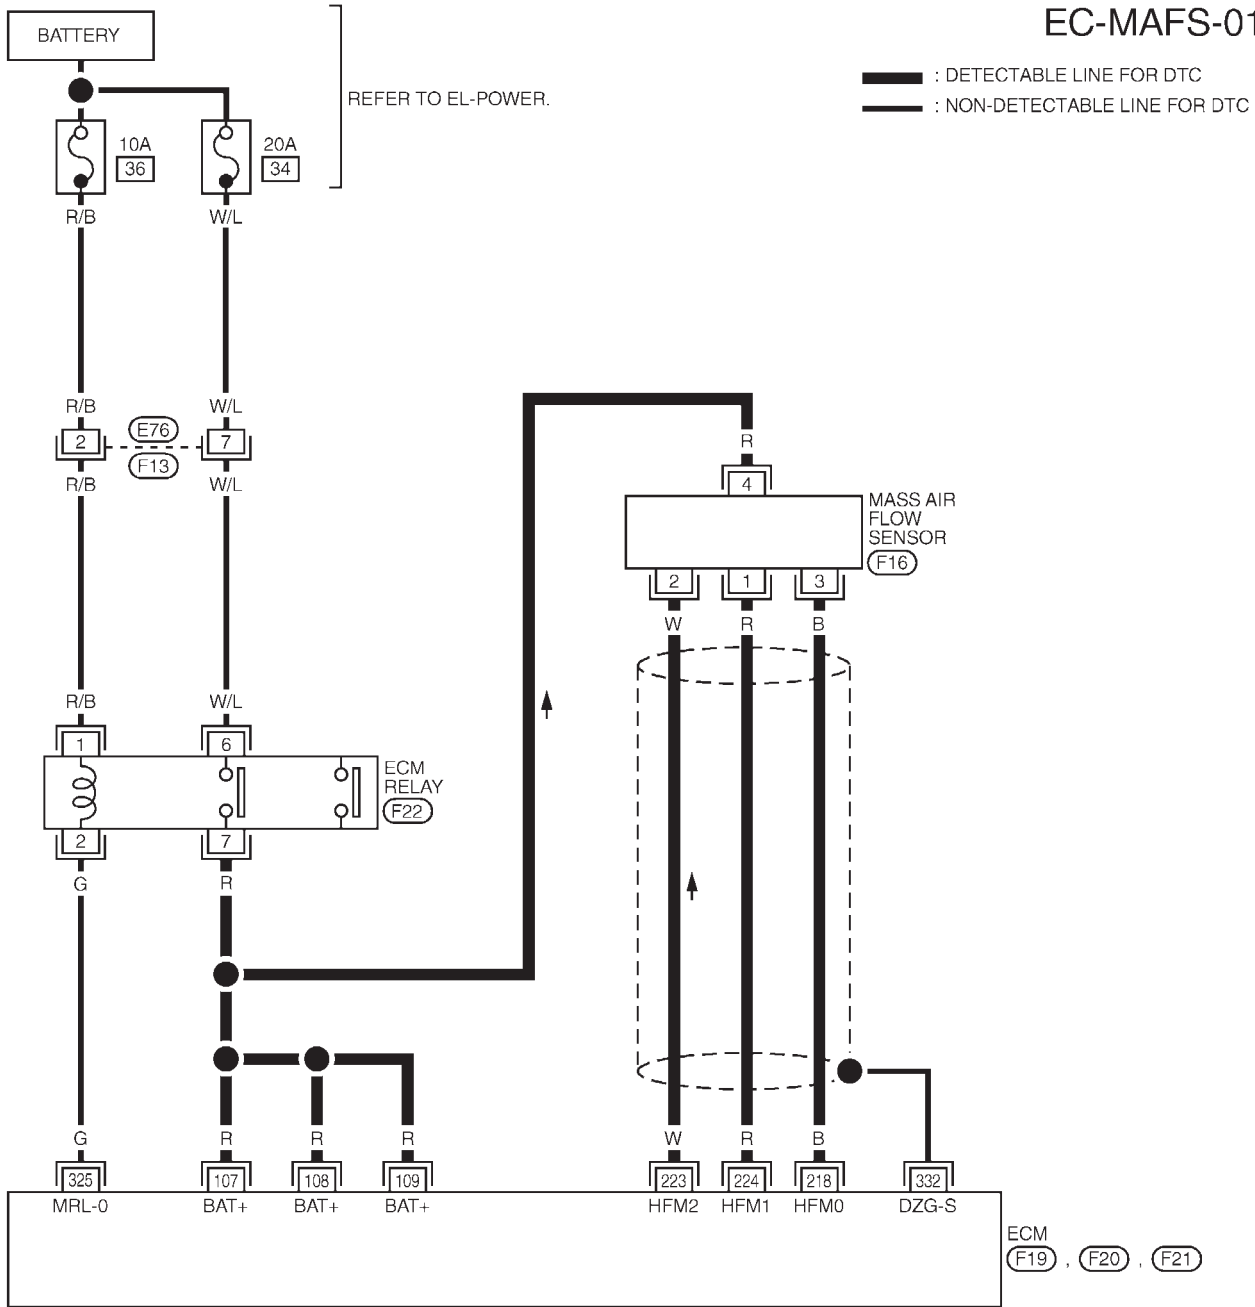 EC-MAFS-01
BATTERY
: DETECTABLE LINE FOR DTC
: NON-DETECTABLE LINE FOR DTC
REFER TO EL-POWER.
10A
36
20A
34
R/B
W/L
R/B
W/L
2
E76
F13
7
R/B
W/L
R
4
MASS AIR
FLOW
SENSOR
F16
2
1
3
W
R
B
R/B
W/L
1
6
ECM
RELAY
F22
2
7
G
R
G
R
R
R
W
R
B
325
107
108
109
223
224
218
332
MRL-0
BAT+
BAT+
BAT+
HFM2
HFM1
HFM0
DZG-S
ECM
F19 , F20 , F21